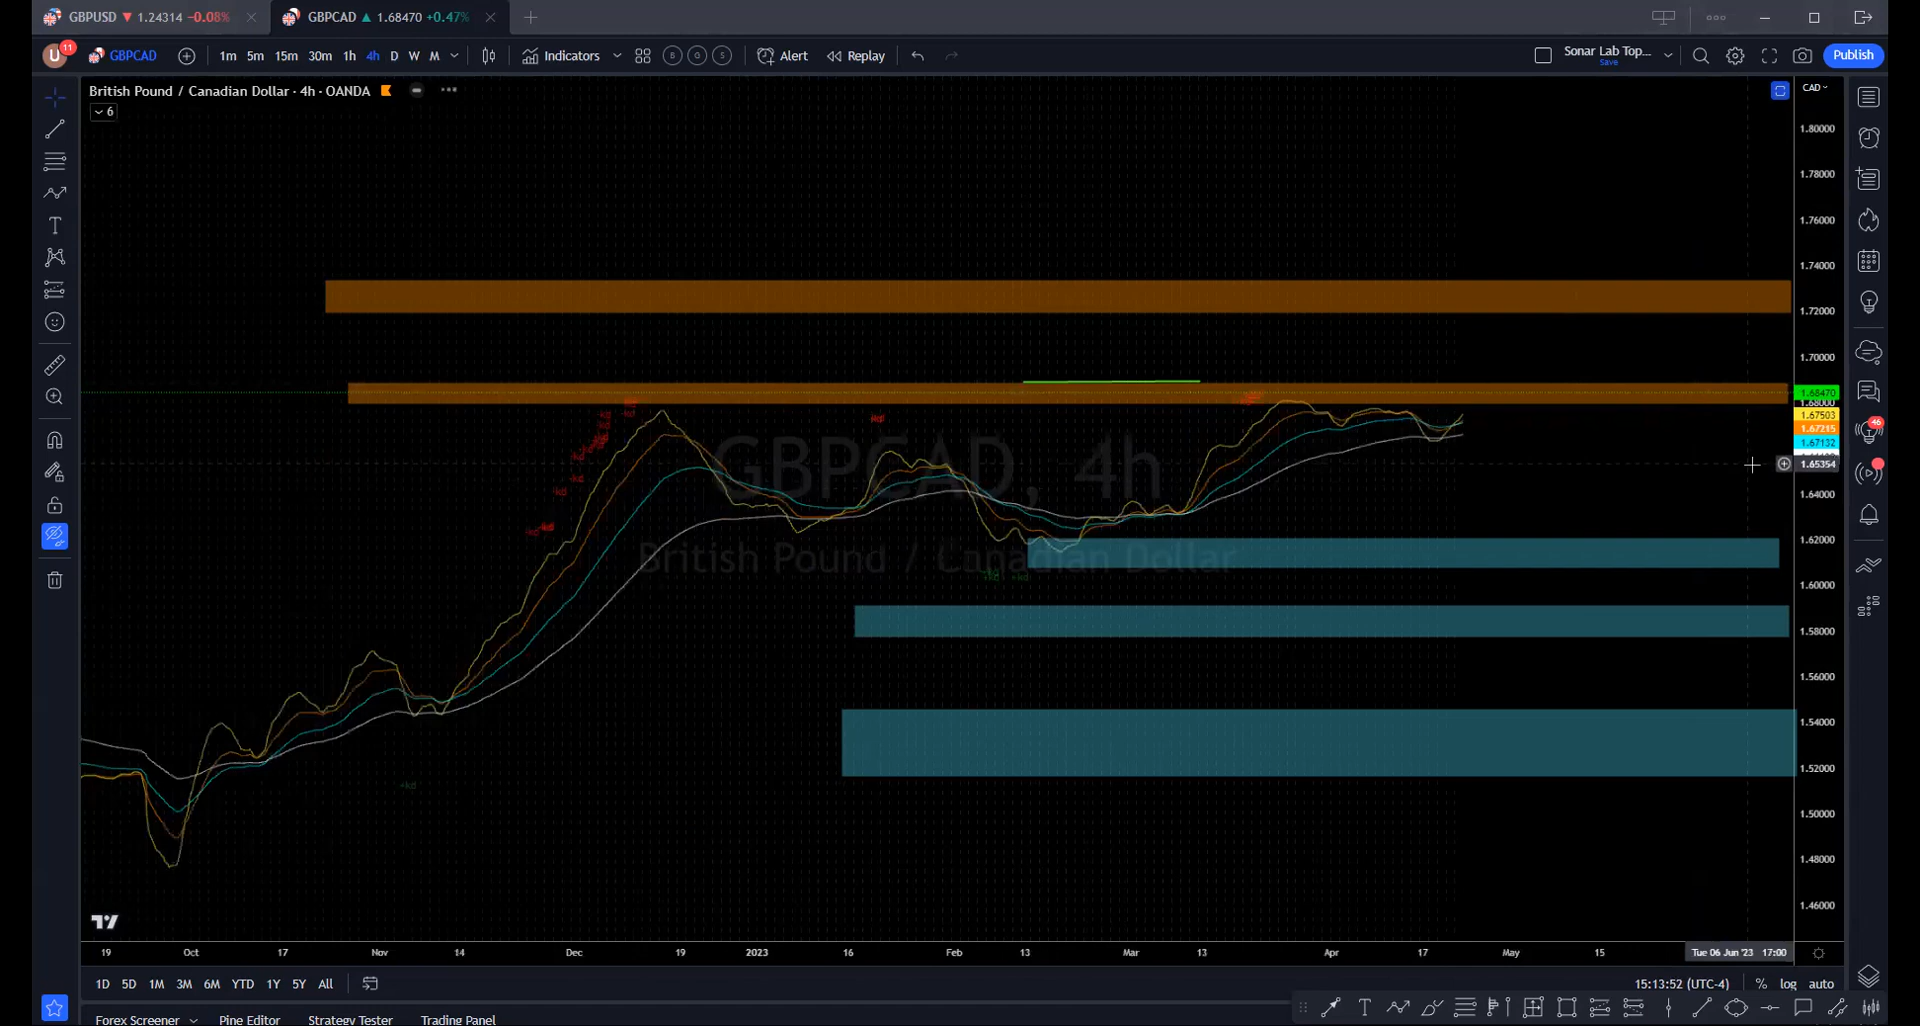 GBPUSD 1.24314 −0.08%
GBPCAD 1.68470 +0.47%
U 11 GBPCAD 1m 5m 15m 30m 1h 4h D W M Indicators Alert Replay Sonar Lab Top... Save Publish
British Pound / Canadian Dollar · 4h · OANDA
6
CAD
1.80000
1.78000
1.76000
1.74000
1.72000
1.70000
1.68470
1.68000
1.67503
1.67215
1.67132
1.65354
1.64000
1.62000
1.60000
1.58000
1.56000
1.54000
1.52000
1.50000
1.48000
1.46000
46
GBPCAD, 4h
British Pound / Canadian Dollar
19 Oct 17 Nov 14 Dec 19 2023 16 Feb 13 Mar 13 Apr 17 May 15 Tue 06 Jun '23 17:00
1D 5D 1M 3M 6M YTD 1Y 5Y All 15:13:52 (UTC-4) % log auto
Forex Screener Pine Editor Strategy Tester Trading Panel